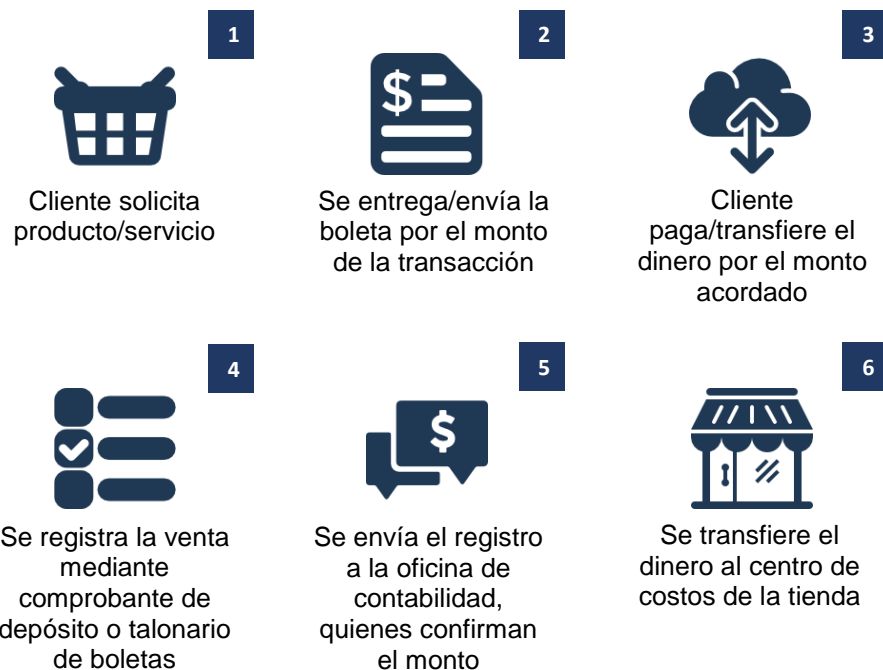 1
Cliente solicita
producto/servicio
2
$
Se entrega/envía la
boleta por el monto
de la transacción
3
Cliente
paga/transfiere el
dinero por el monto
acordado
4
Se registra la venta
mediante
comprobante de
depósito o talonario
de boletas
5
$
Se envía el registro
a la oficina de
contabilidad,
quienes confirman
el monto
6
Se transfiere el
dinero al centro de
costos de la tienda